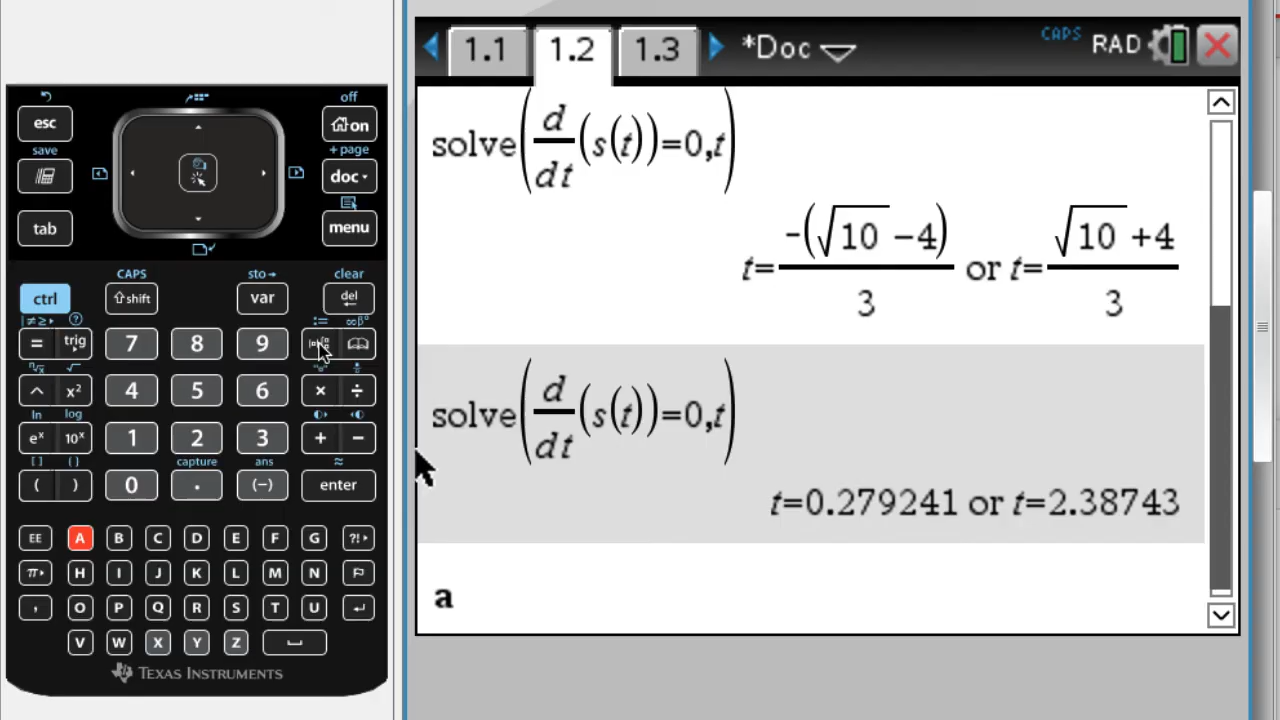 1.1 1.2 1.3 *Doc CAPS RAD
solve(d/dt(s(t))=0,t)
t=-(√10-4)/3 or t=(√10+4)/3
solve(d/dt(s(t))=0,t)
t=0.279241 or t=2.38743
a
off
esc on
save + page
doc
tab menu
CAPS sto→ clear
ctrl shift var del
|≠≥▸ ? := ∞β°
= trig 7 8 9
ⁿ√x √
^ x² 4 5 6 × ÷
ln log
eˣ 10ˣ 1 2 3 + −
[ ] { } capture ans ≈
( ) 0 . (−) enter
EE A B C D E F G ?!▸
π▸ H I J K L M N
, O P Q R S T U ↵
V W X Y Z
TEXAS INSTRUMENTS